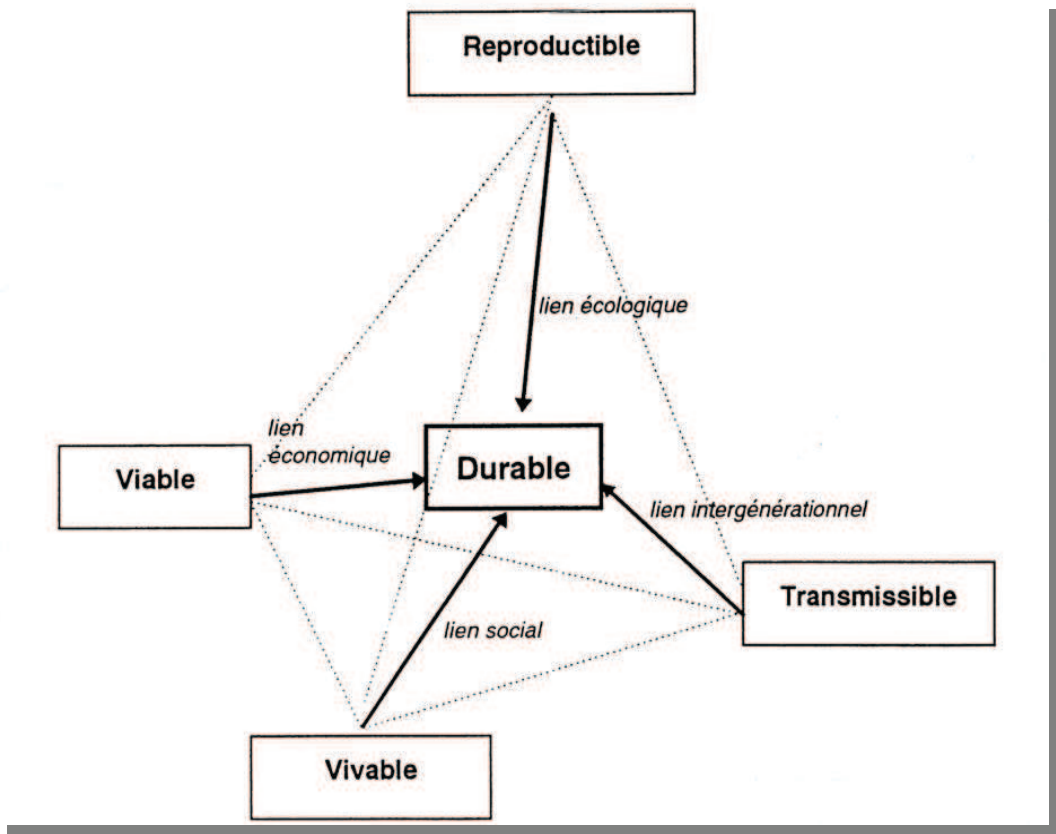 Reproductible
lien écologique
lien
économique
Viable
Durable
lien intergénérationnel
Transmissible
lien social
Vivable